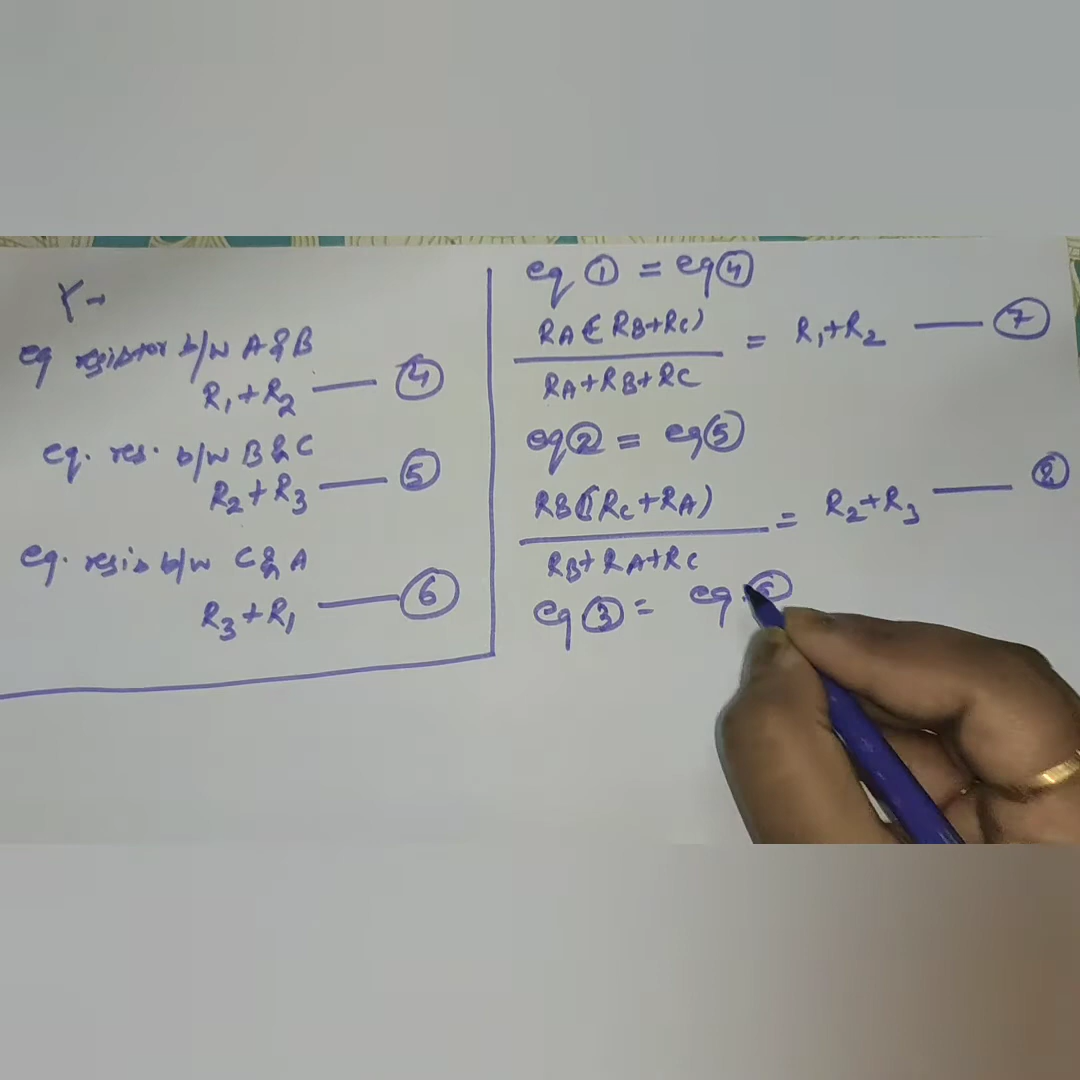 Y →
eq resistor b/w A & B
R₁+R₂ —— ④
eq. res. b/w B & C
R₂+R₃ —— ⑤
eq. resis b/w C & A
R₃+R₁ —— ⑥
eq ① = eq ④
RA(RB+RC)
———— = R₁+R₂ —— ⑦
RA+RB+RC
eq ② = eq ⑤
RB(RC+RA)
———— = R₂+R₃ —— ⑧
RB+RA+RC
eq ③ = eq